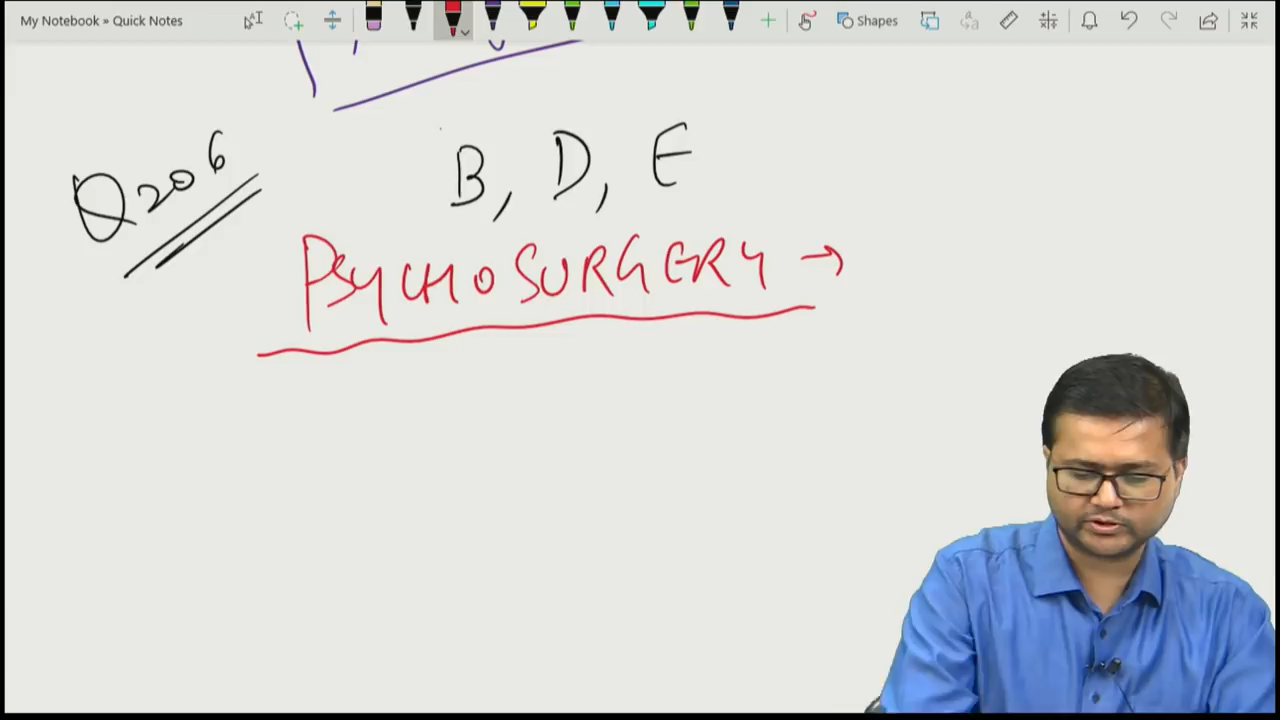 My Notebook » Quick Notes
Shapes
Q206
B, D, E
PSYCHOSURGERY →